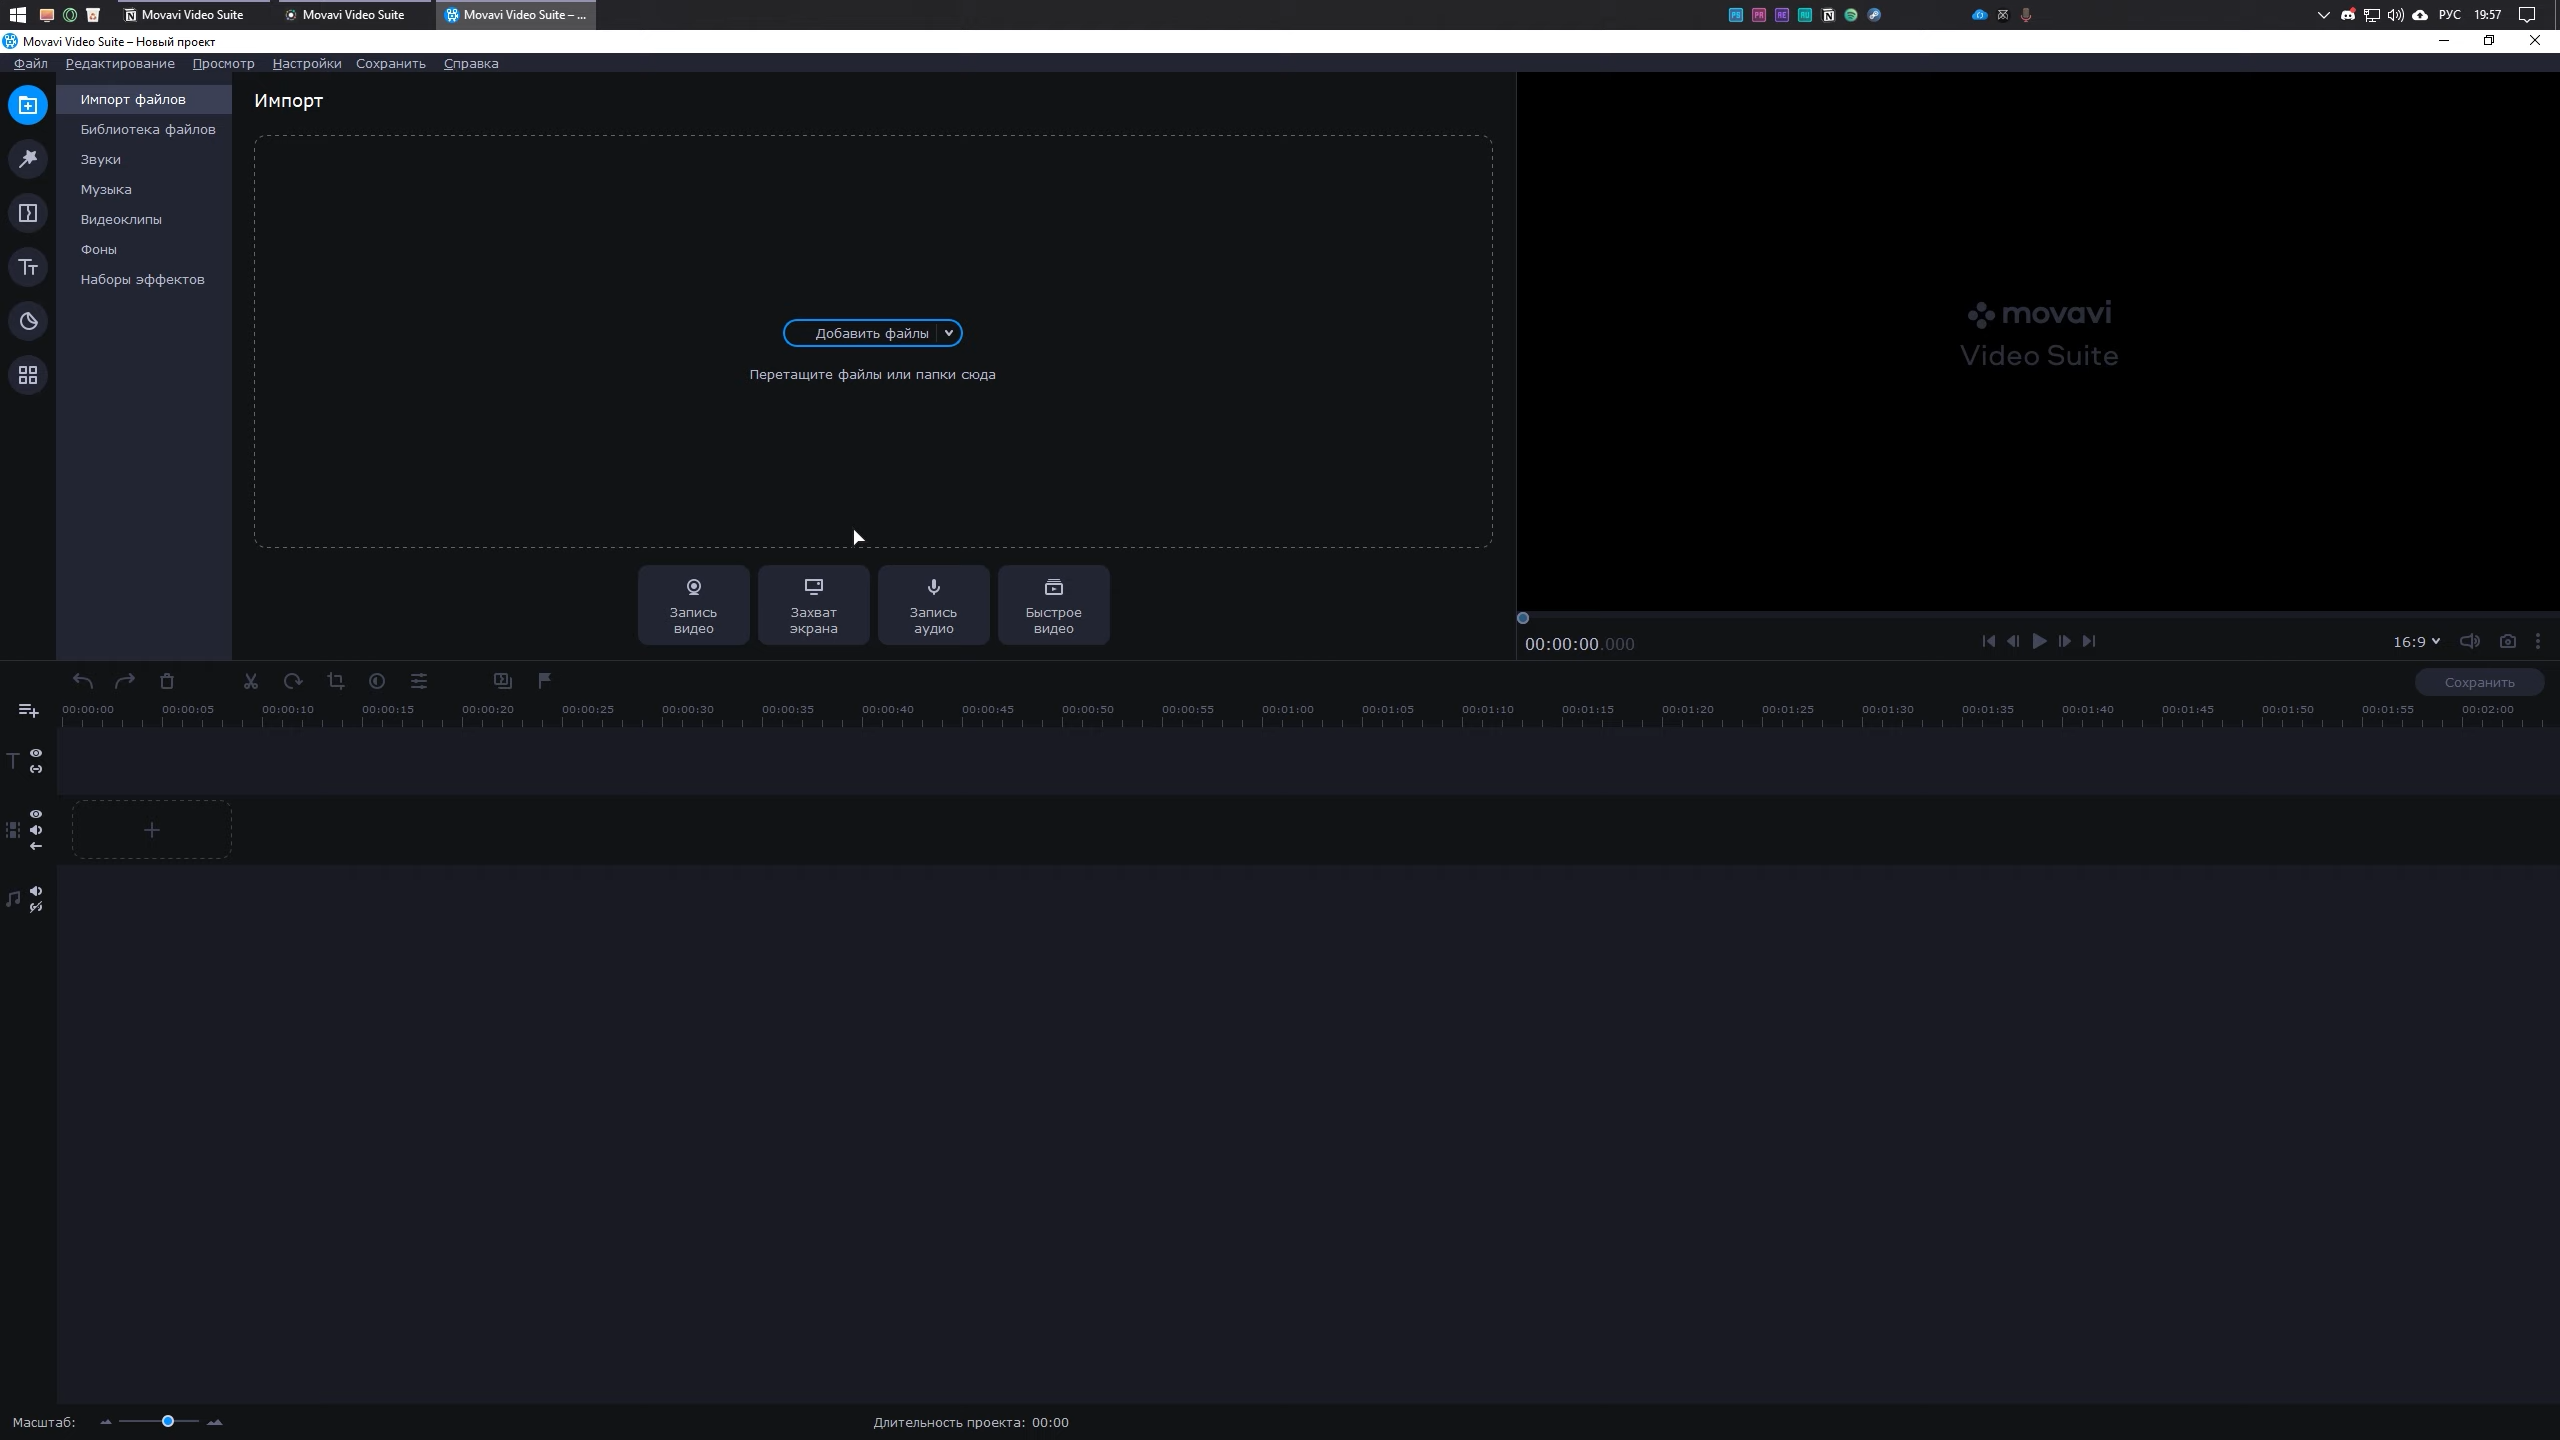 Movavi Video Suite
Movavi Video Suite
Movavi Video Suite – ...
РУС
19:57
Movavi Video Suite – Новый проект
Файл
Редактирование
Просмотр
Настройки
Сохранить
Справка
Импорт файлов
Библиотека файлов
Звуки
Музыка
Видеоклипы
Фоны
Наборы эффектов
Импорт
Добавить файлы
Перетащите файлы или папки сюда
Запись
видео
Захват
экрана
Запись
аудио
Быстрое
видео
movavi
Video Suite
00:00:00.000
16:9
Сохранить
00:00:00
00:00:05
00:00:10
00:00:15
00:00:20
00:00:25
00:00:30
00:00:35
00:00:40
00:00:45
00:00:50
00:00:55
00:01:00
00:01:05
00:01:10
00:01:15
00:01:20
00:01:25
00:01:30
00:01:35
00:01:40
00:01:45
00:01:50
00:01:55
00:02:00
Масштаб:
Длительность проекта: 00:00